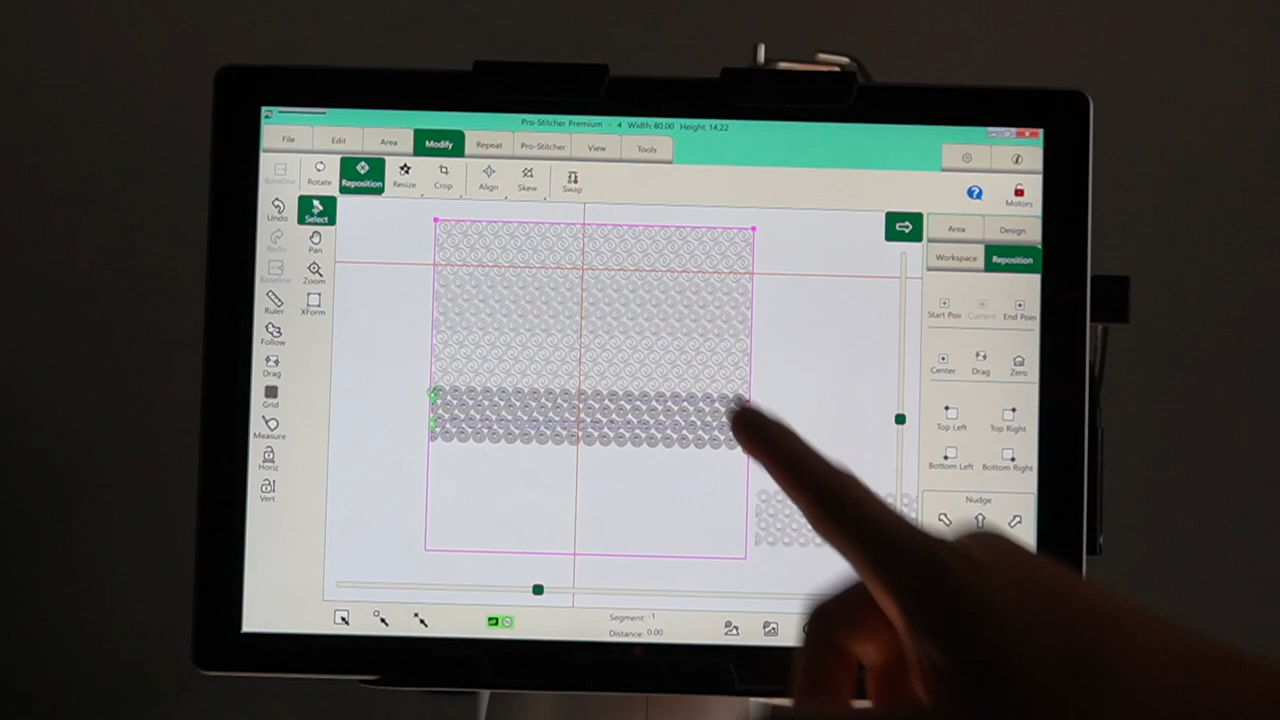 Pro-Stitcher Premium - 4 Width:80.00 Height:14.22
File Edit Area Modify Repeat Pro-Stitcher View Tools
Baseline Rotate Reposition Resize Crop Align Skew Swap
Motors
Undo Select
Redo Pan
Baseline Zoom
Ruler XForm
Follow
Drag
Grid
Measure
Horiz
Vert
Area Design
Workspace Reposition
Start Poir Current End Poin
Center Drag Zero
Top Left Top Right
Bottom Left Bottom Right
Nudge
Segment: -1
Distance: 0.00